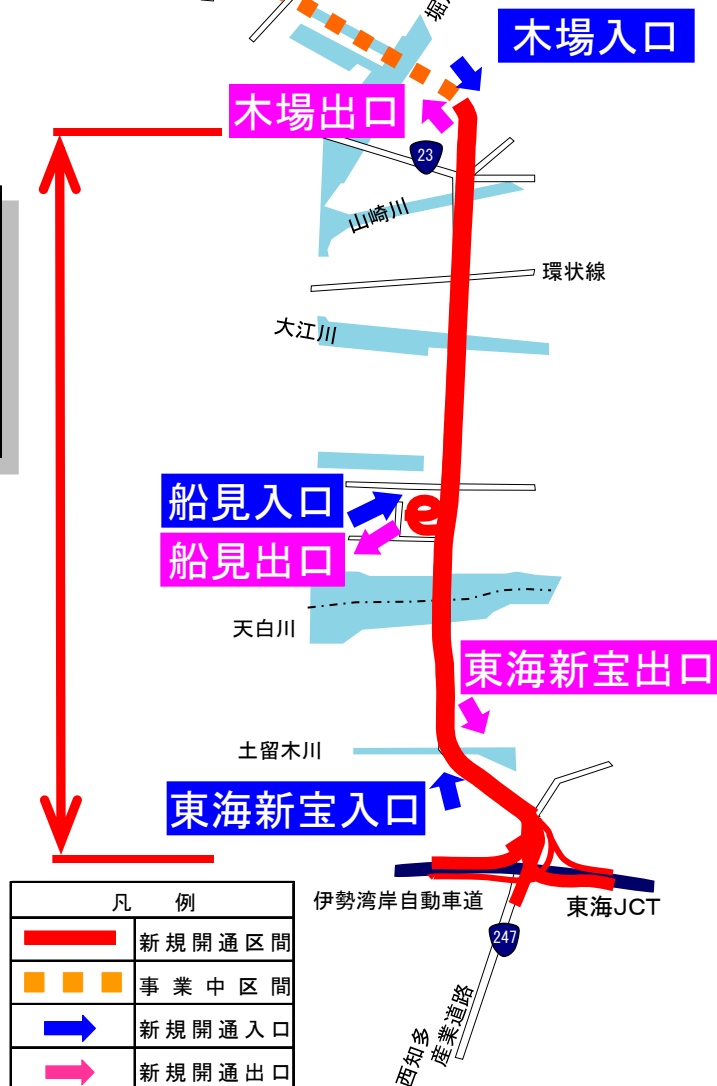 堀
木場入口
木場出口
23
山崎川
環状線
大江川
船見入口
船見出口
天白川
東海新宝出口
土留木川
東海新宝入口
伊勢湾岸自動車道
東海JCT
247
西知多
産業道路
凡 例
新規開通区間
事業中区間
新規開通入口
新規開通出口